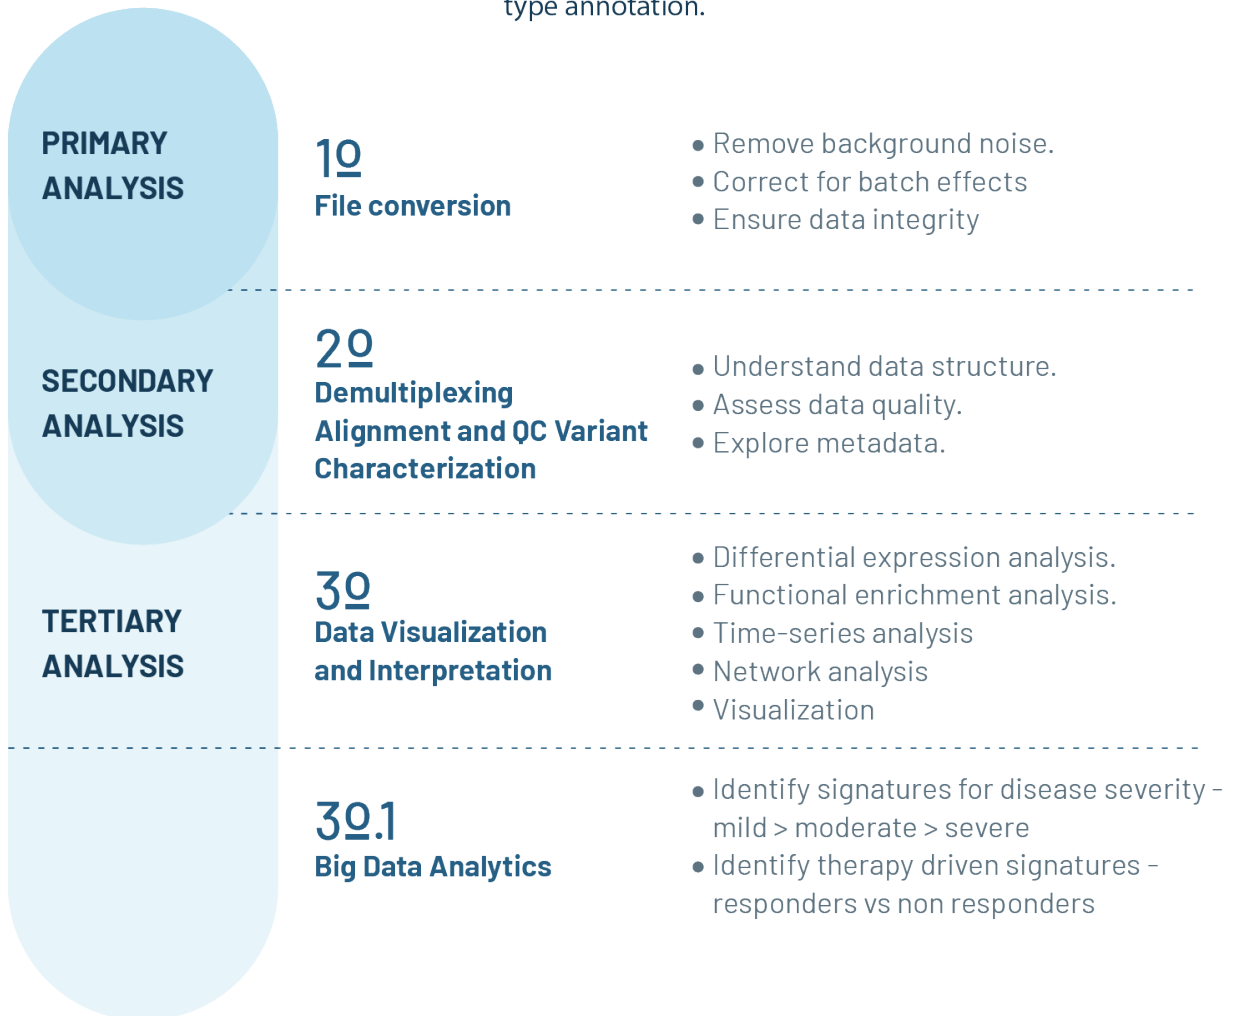 type annotation.
PRIMARY
ANALYSIS
1º
File conversion
• Remove background noise.
• Correct for batch effects
• Ensure data integrity
SECONDARY
ANALYSIS
2º
Demultiplexing
Alignment and QC Variant
Characterization
• Understand data structure.
• Assess data quality.
• Explore metadata.
TERTIARY
ANALYSIS
3º
Data Visualization
and Interpretation
• Differential expression analysis.
• Functional enrichment analysis.
• Time-series analysis
• Network analysis
• Visualization
3º.1
Big Data Analytics
• Identify signatures for disease severity -
mild > moderate > severe
• Identify therapy driven signatures -
responders vs non responders